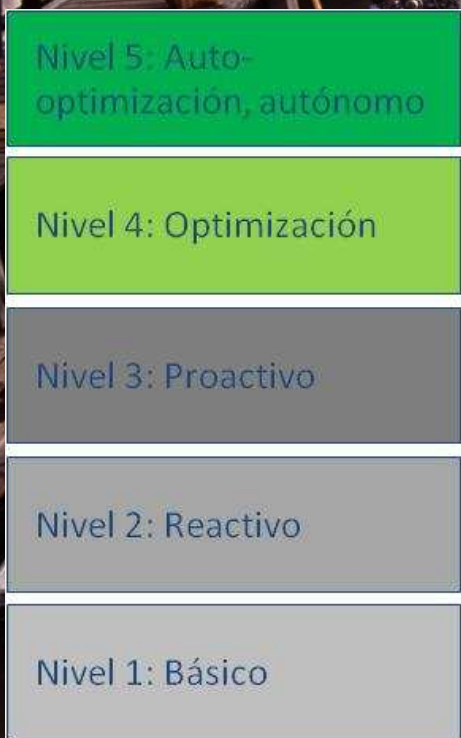 Nivel 5: Auto-
optimización, autónomo
Nivel 4: Optimización
Nivel 3: Proactivo
Nivel 2: Reactivo
Nivel 1: Básico